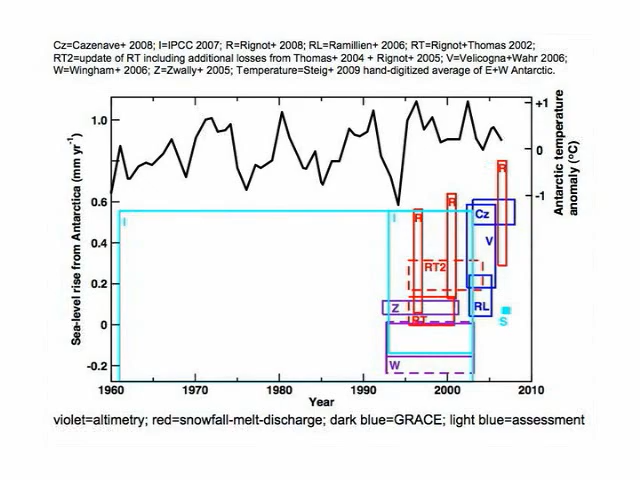 Cz=Cazenave+ 2008; I=IPCC 2007; R=Rignot+ 2008; RL=Ramillien+ 2006; RT=Rignot+Thomas 2002;
RT2=update of RT including additional losses from Thomas+ 2004 + Rignot+ 2005; V=Velicogna+Wahr 2006;
W=Wingham+ 2006; Z=Zwally+ 2005; Temperature=Steig+ 2009 hand-digitized average of E+W Antarctic.
Sea-level rise from Antarctica (mm yr⁻¹)
1.0
0.6
0.4
0.2
0
-0.2
+1
0
-1
Antarctic temperature
anomaly (°C)
I
I
R
R
R
Cz
V
RT2
RL
Z
RT
S
W
1960
1970
1980
1990
2000
2010
Year
violet=altimetry; red=snowfall-melt-discharge; dark blue=GRACE; light blue=assessment